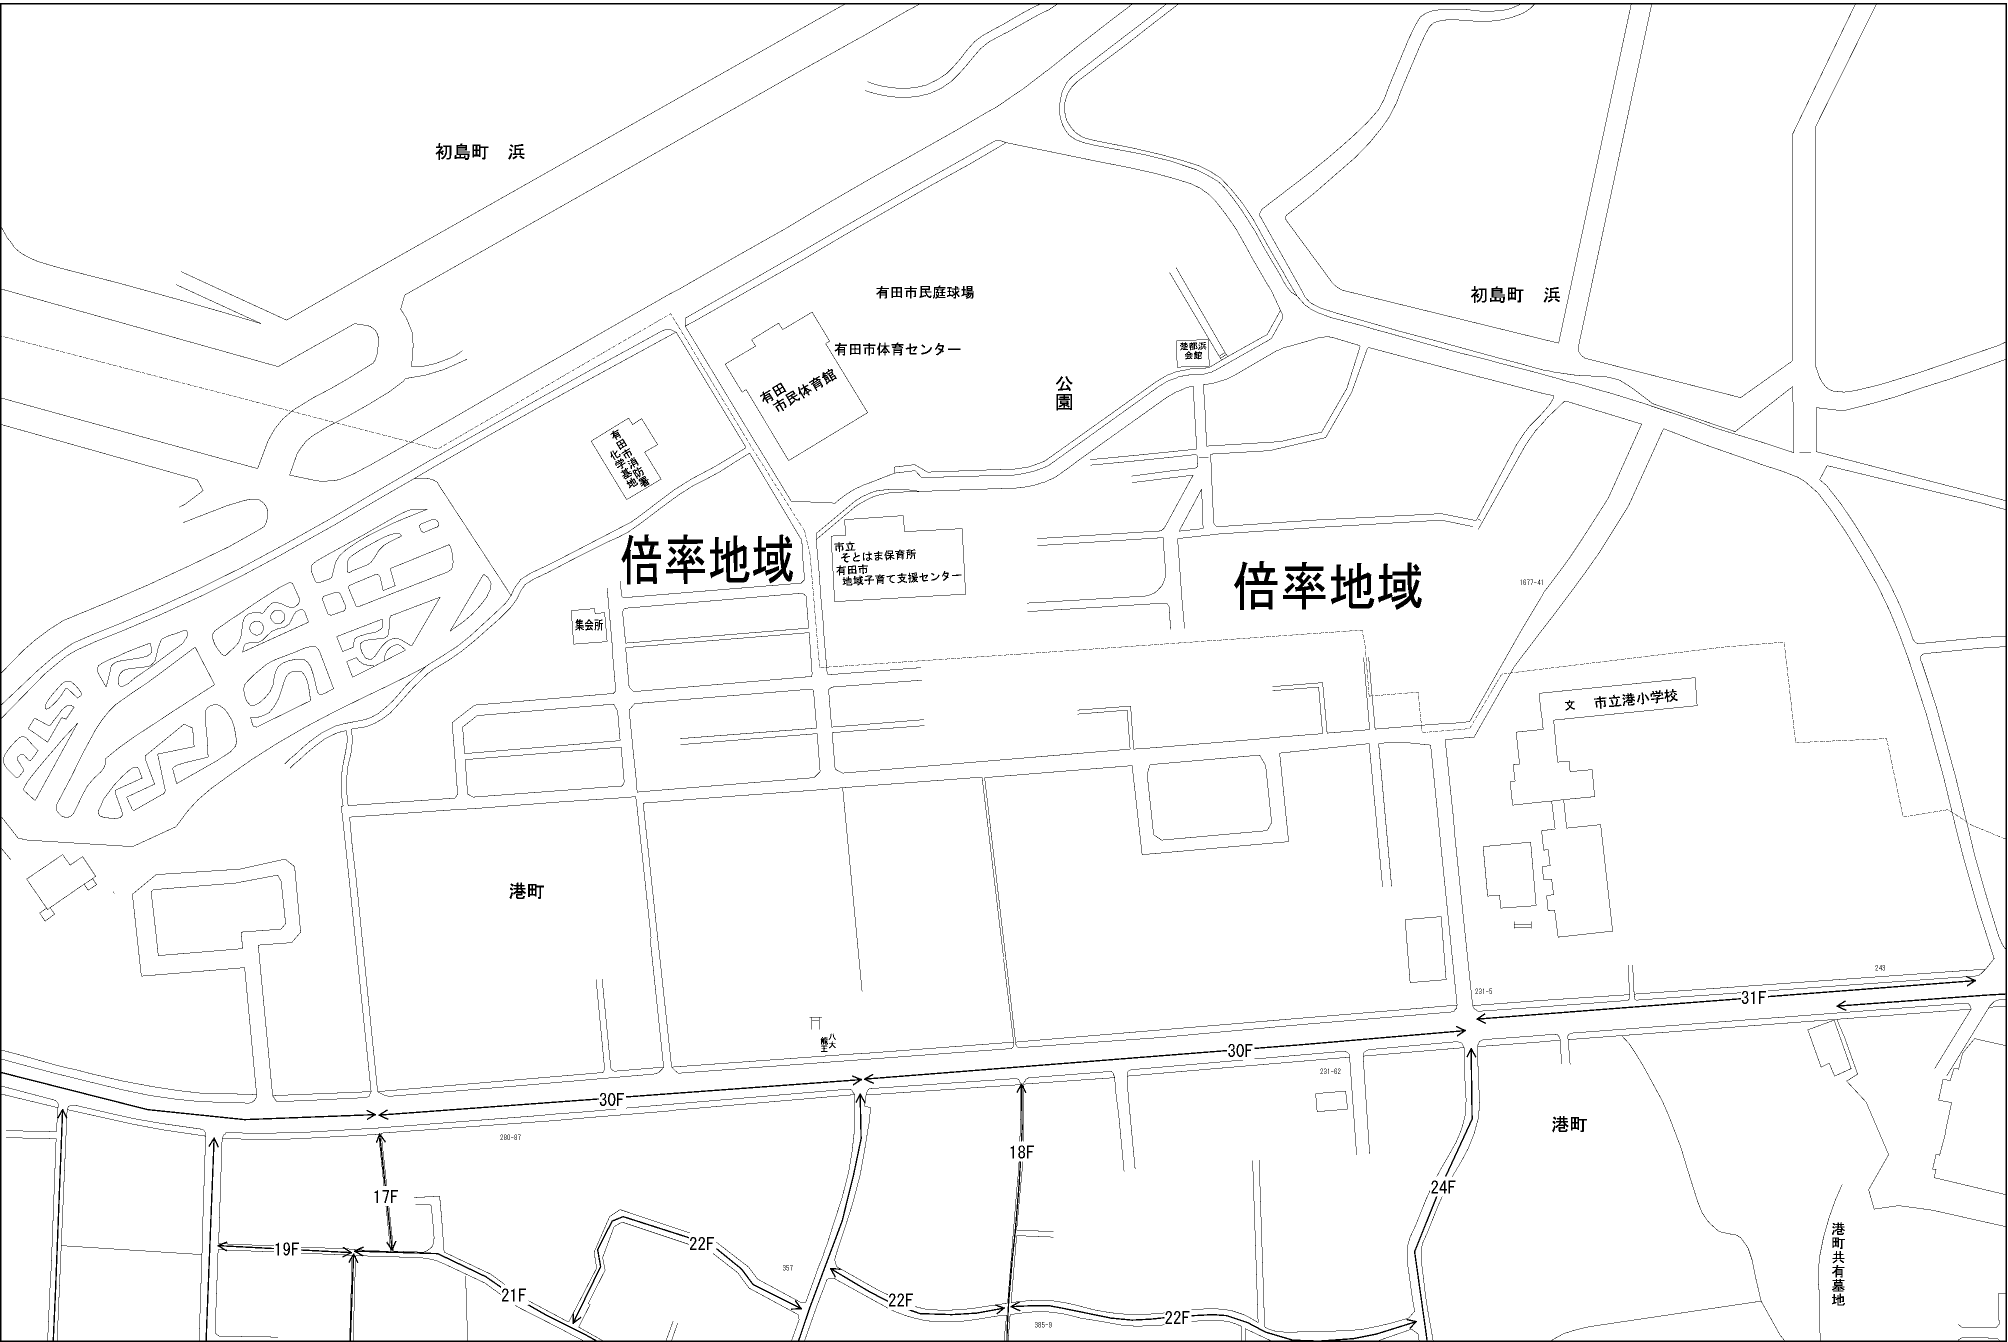 初島町　浜
有田市民庭球場
初島町　浜
有田市体育センター
楚都浜
会館
有田
市民体育館
公園
有田市消防署
化学基地
倍率地域
市立
そとはま保育所
有田市
地域子育て支援センター
倍率地域
1677-41
集会所
文　市立港小学校
港町
243
231-5
31F
八大
龍王
30F
231-62
30F
港町
280-87
18F
17F
24F
19F
22F
港町共有墓地
357
21F
22F
22F
385-9